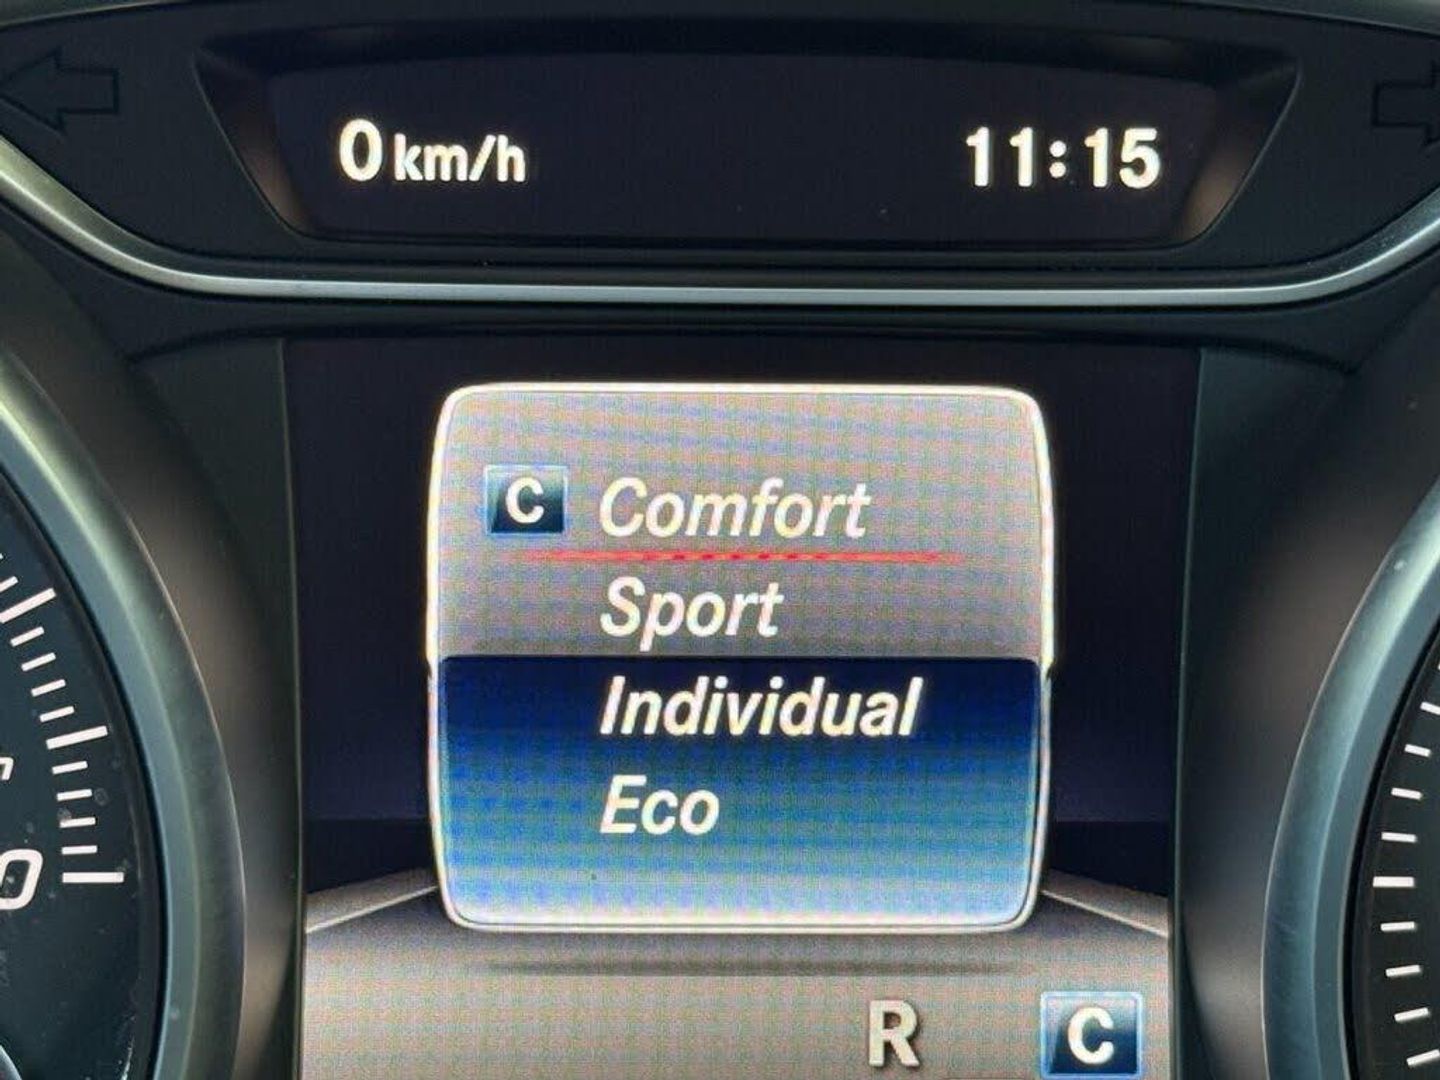 0 km/h 11:15
C Comfort
Sport
Individual
Eco
R C